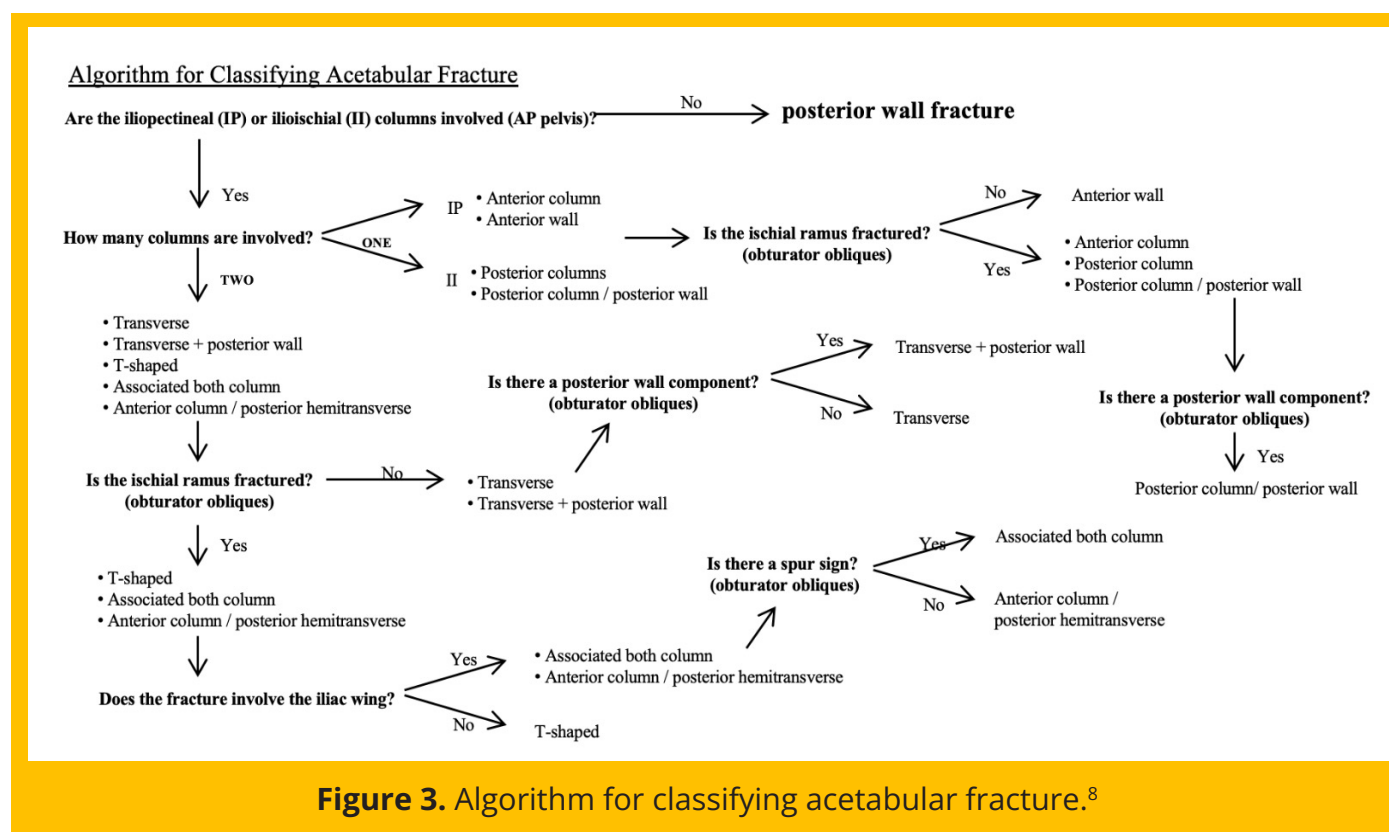 Algorithm for Classifying Acetabular Fracture
Are the iliopectineal (IP) or ilioischial (II) columns involved (AP pelvis)?
No
posterior wall fracture
Yes
How many columns are involved?
ONE
IP
• Anterior column
• Anterior wall
II
• Posterior columns
• Posterior column / posterior wall
Is the ischial ramus fractured?
(obturator obliques)
No
Anterior wall
Yes
• Anterior column
• Posterior column
• Posterior column / posterior wall
Is there a posterior wall component?
(obturator obliques)
Yes
Posterior column/ posterior wall
TWO
• Transverse
• Transverse + posterior wall
• T-shaped
• Associated both column
• Anterior column / posterior hemitransverse
Is the ischial ramus fractured?
(obturator obliques)
No
• Transverse
• Transverse + posterior wall
Is there a posterior wall component?
(obturator obliques)
Yes
Transverse + posterior wall
No
Transverse
Yes
• T-shaped
• Associated both column
• Anterior column / posterior hemitransverse
Does the fracture involve the iliac wing?
Yes
• Associated both column
• Anterior column / posterior hemitransverse
No
T-shaped
Is there a spur sign?
(obturator obliques)
Yes
Associated both column
No
Anterior column /
posterior hemitransverse
Figure 3. Algorithm for classifying acetabular fracture.⁸